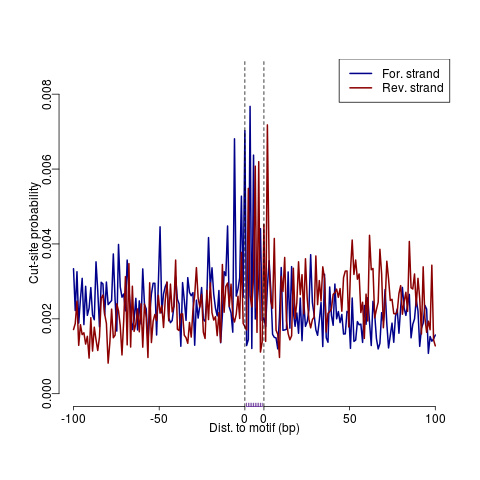 For. strand
Rev. strand
Cut-site probability
0.000
0.002
0.004
0.006
0.008
-100
-50
0
0
50
100
Dist. to motif (bp)